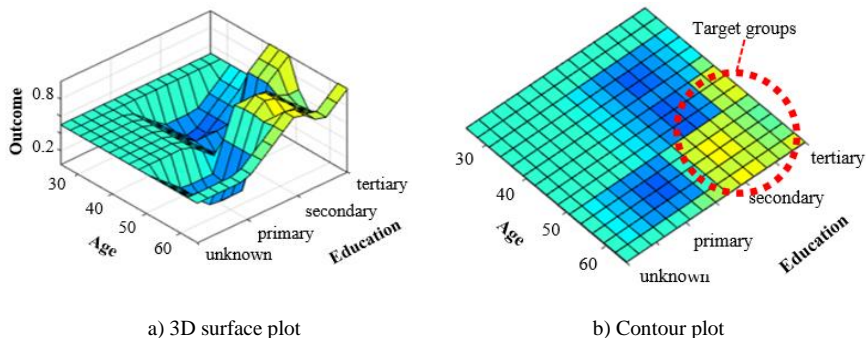 Outcome
0.8
0.2
30
40
50
60
Age
unknown
primary
secondary
tertiary
Education
a) 3D surface plot
Target groups
30
40
50
60
Age
unknown
primary
secondary
tertiary
Education
b) Contour plot